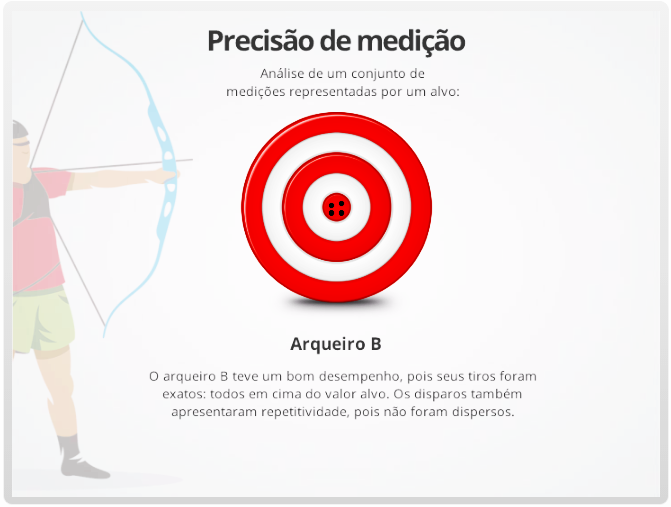 Precisão de medição
Análise de um conjunto de
medições representadas por um alvo:
Arqueiro B
O arqueiro B teve um bom desempenho, pois seus tiros foram
exatos: todos em cima do valor alvo. Os disparos também
apresentaram repetitividade, pois não foram dispersos.